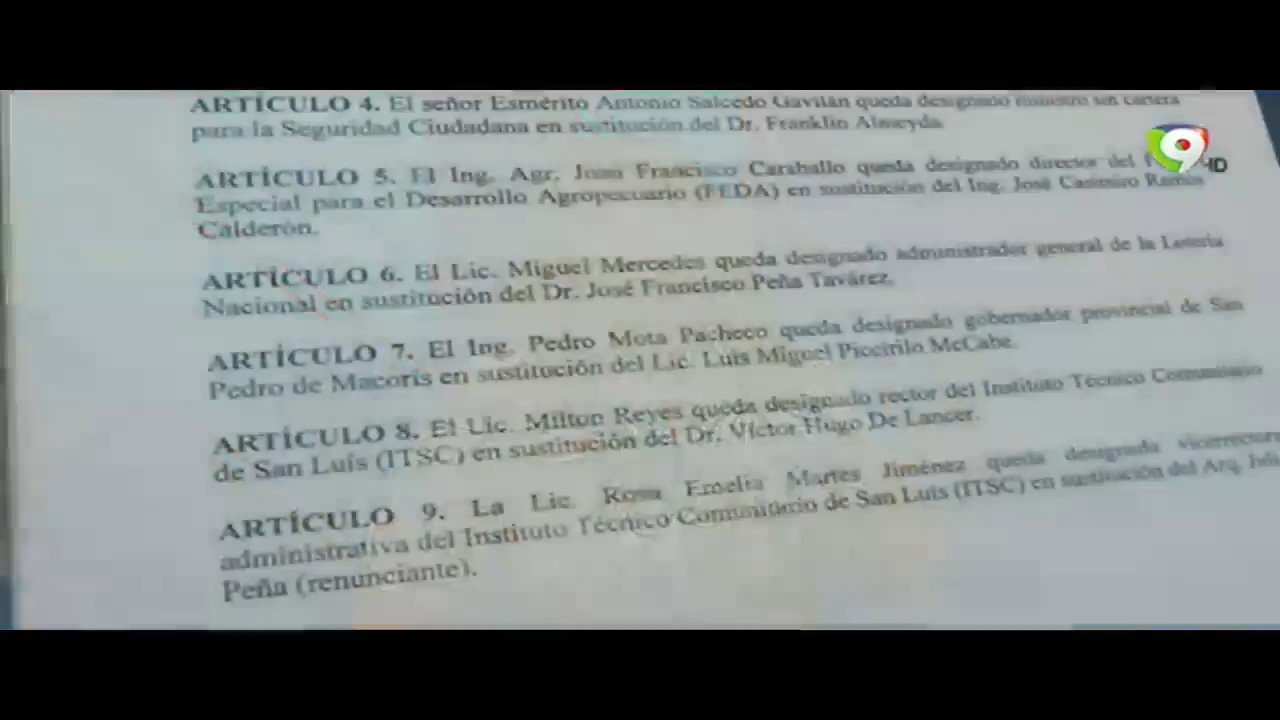 ARTÍCULO 4. El señor Esmérito Antonio Salcedo Gavilán queda designado ministro sin cartera
para la Seguridad Ciudadana en sustitución del Dr. Franklin Almeyda.
9
HD
ARTÍCULO 5. El Ing. Agr. Juan Francisco Caraballo queda designado director del
Especial para el Desarrollo Agropecuario (FEDA) en sustitución del Ing. José Casimiro Ramos
Calderón.
ARTÍCULO 6. El Lic. Miguel Mercedes queda designado administrador general de la Lotería
Nacional en sustitución del Dr. José Francisco Peña Tavárez.
ARTÍCULO 7. El Ing. Pedro Mota Pacheco queda designado gobernador provincial de San
Pedro de Macorís en sustitución del Lic. Luis Miguel Piccirilo McCabe.
ARTÍCULO 8. El Lic. Milton Reyes queda designado rector del Instituto Técnico Comunitario
de San Luís (ITSC) en sustitución del Dr. Víctor Hugo De Lancer.
ARTÍCULO 9. La Lic. Rosa Emelia Martes Jiménez queda designada vicerrectora
administrativa del Instituto Técnico Comunitario de San Luís (ITSC) en sustitución del Arq.
Peña (renunciante).